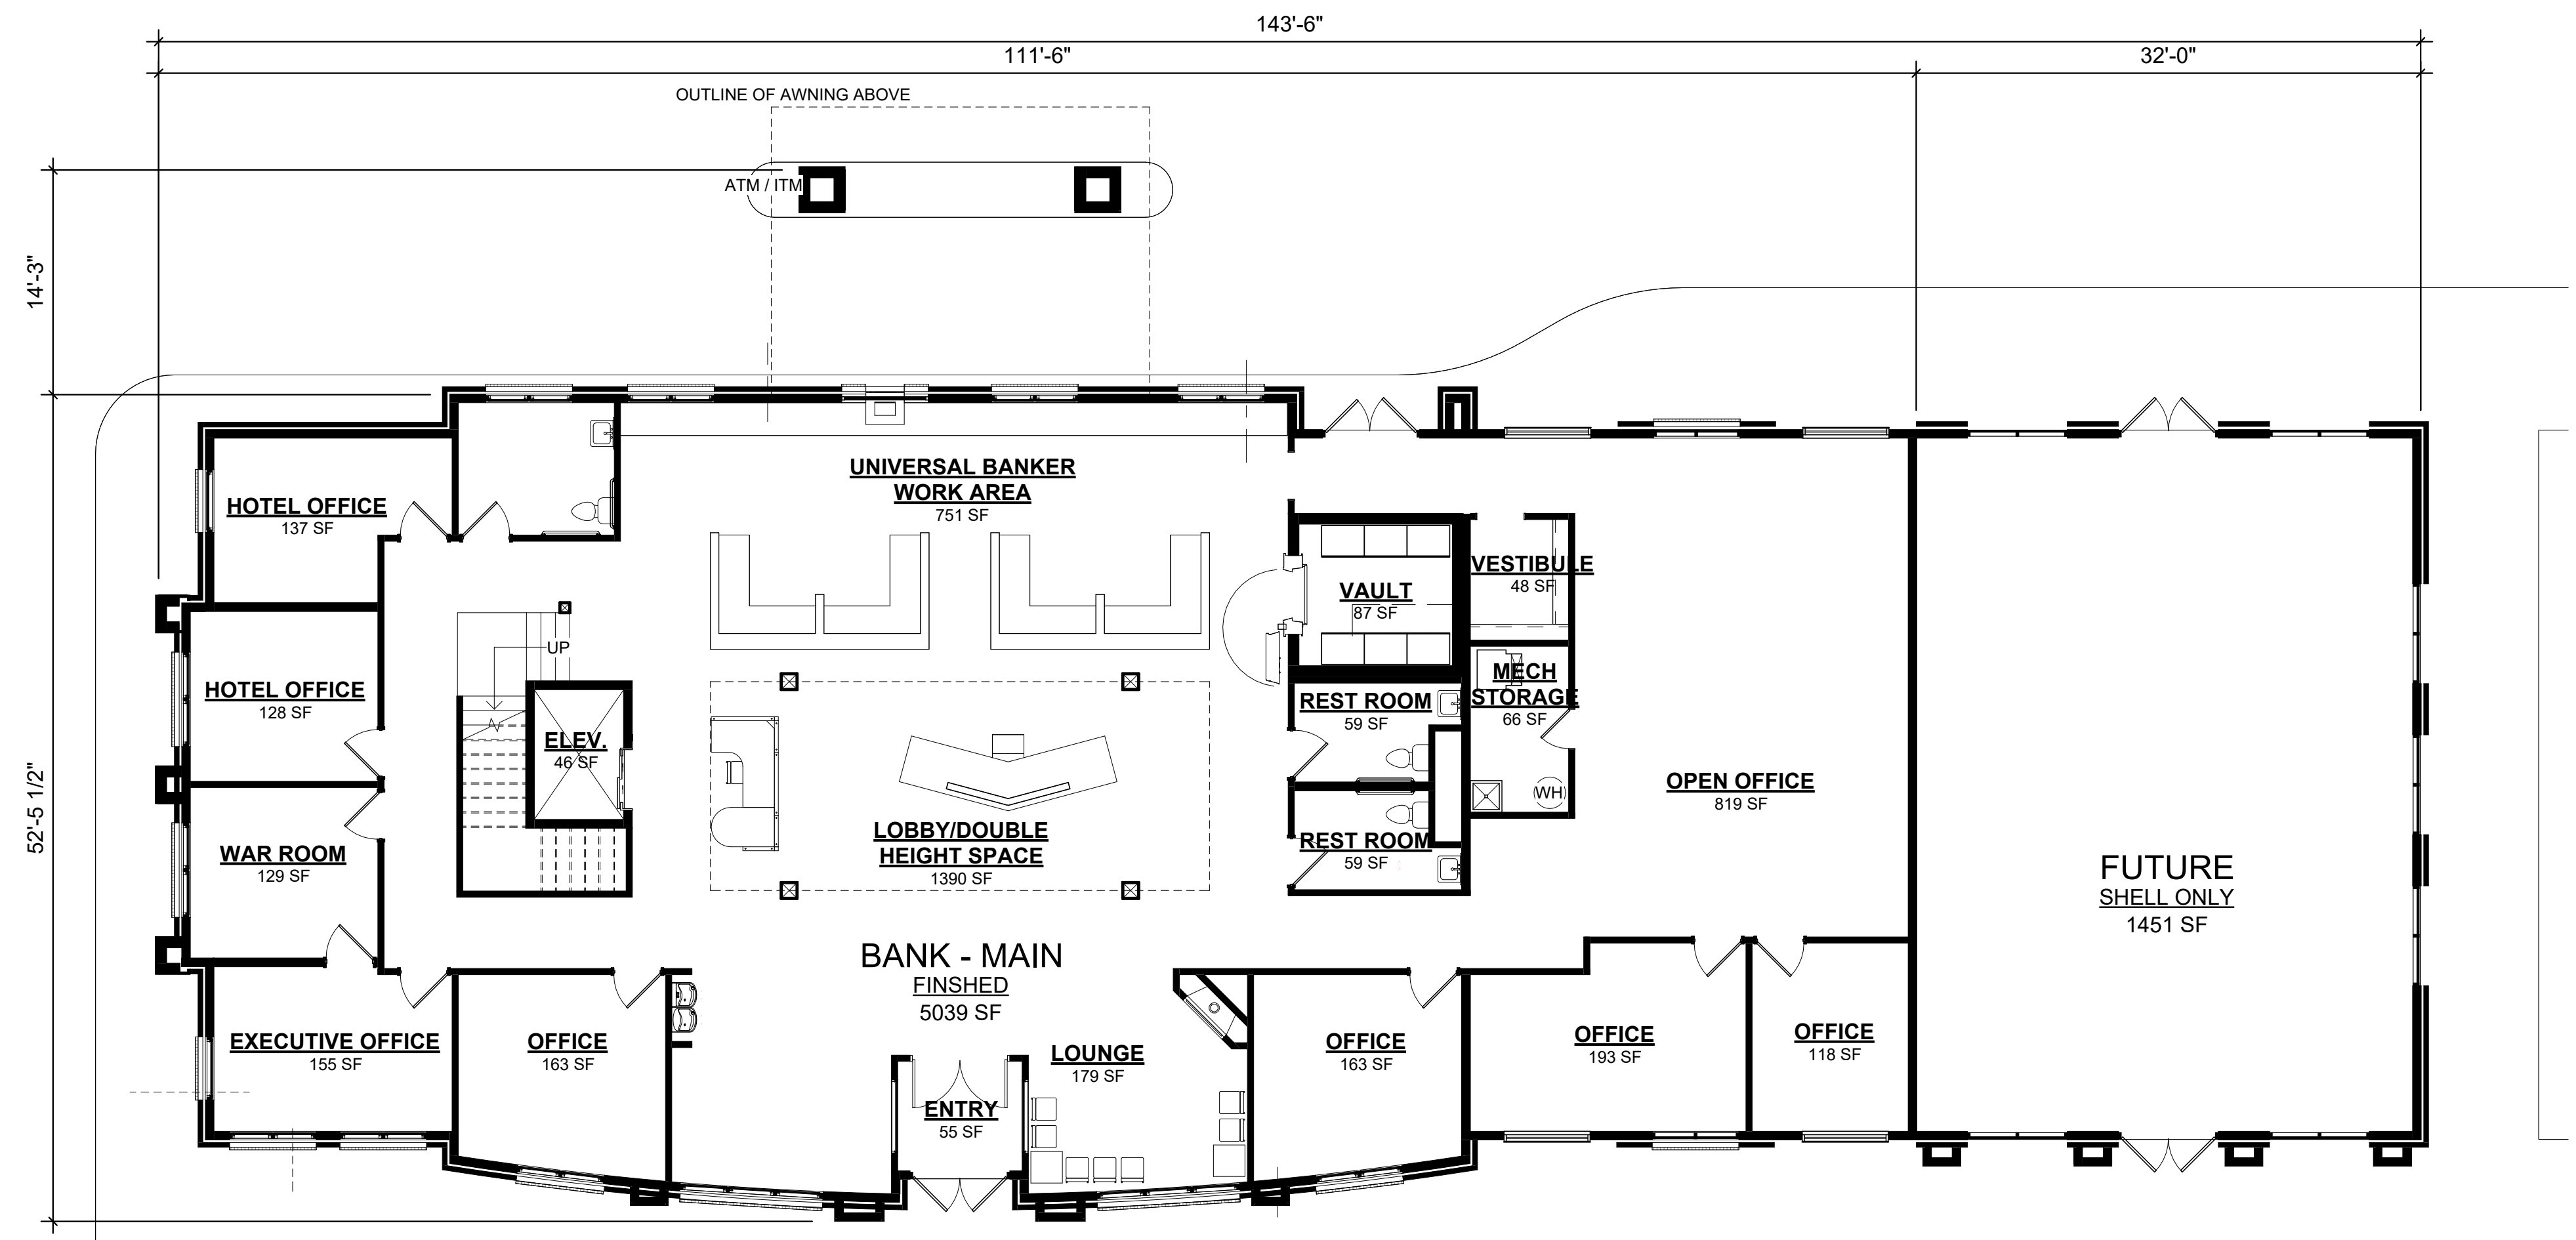 143'-6"
111'-6"
32'-0"
OUTLINE OF AWNING ABOVE
ATM / ITM
14'-3"
52'-5 1/2"
UNIVERSAL BANKER
WORK AREA
751 SF
HOTEL OFFICE
137 SF
VESTIBULE
48 SF
VAULT
87 SF
UP
HOTEL OFFICE
128 SF
MECH
STORAGE
66 SF
REST ROOM
59 SF
ELEV.
46 SF
OPEN OFFICE
819 SF
WH
LOBBY/DOUBLE
HEIGHT SPACE
1390 SF
REST ROOM
59 SF
WAR ROOM
129 SF
FUTURE
SHELL ONLY
1451 SF
BANK - MAIN
FINSHED
5039 SF
EXECUTIVE OFFICE
155 SF
OFFICE
163 SF
LOUNGE
179 SF
OFFICE
163 SF
OFFICE
193 SF
OFFICE
118 SF
ENTRY
55 SF